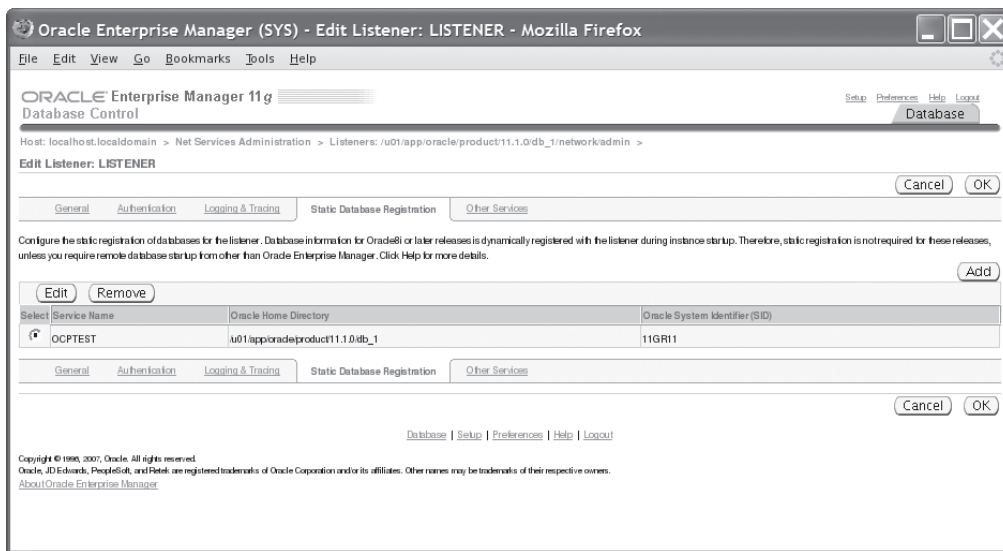 Oracle Enterprise Manager (SYS) - Edit Listener: LISTENER - Mozilla Firefox
File Edit View Go Bookmarks Tools Help
ORACLE Enterprise Manager 11g
Database Control
Setup Preferences Help Logout
Database
Host: localhost.localdomain > Net Services Administration > Listeners: /u01/app/oracle/product/11.1.0/db_1/network/admin >
Edit Listener: LISTENER
Cancel OK
General Authentication Logging & Tracing Static Database Registration Other Services
Configure the static registration of databases for the listener. Database information for Oracle8i or later releases is dynamically registered with the listener during instance startup. Therefore, static registration is not required for these releases,
unless you require remote database startup from other than Oracle Enterprise Manager. Click Help for more details.
Add
Edit Remove
Select Service Name Oracle Home Directory Oracle System Identifier (SID)
OCPTEST /u01/app/oracle/product/11.1.0/db_1 11GR11
General Authentication Logging & Tracing Static Database Registration Other Services
Cancel OK
Database | Setup | Preferences | Help | Logout
Copyright © 1996, 2007, Oracle. All rights reserved.
Oracle, JD Edwards, PeopleSoft, and Retek are registered trademarks of Oracle Corporation and/or its affiliates. Other names may be trademarks of their respective owners.
About Oracle Enterprise Manager